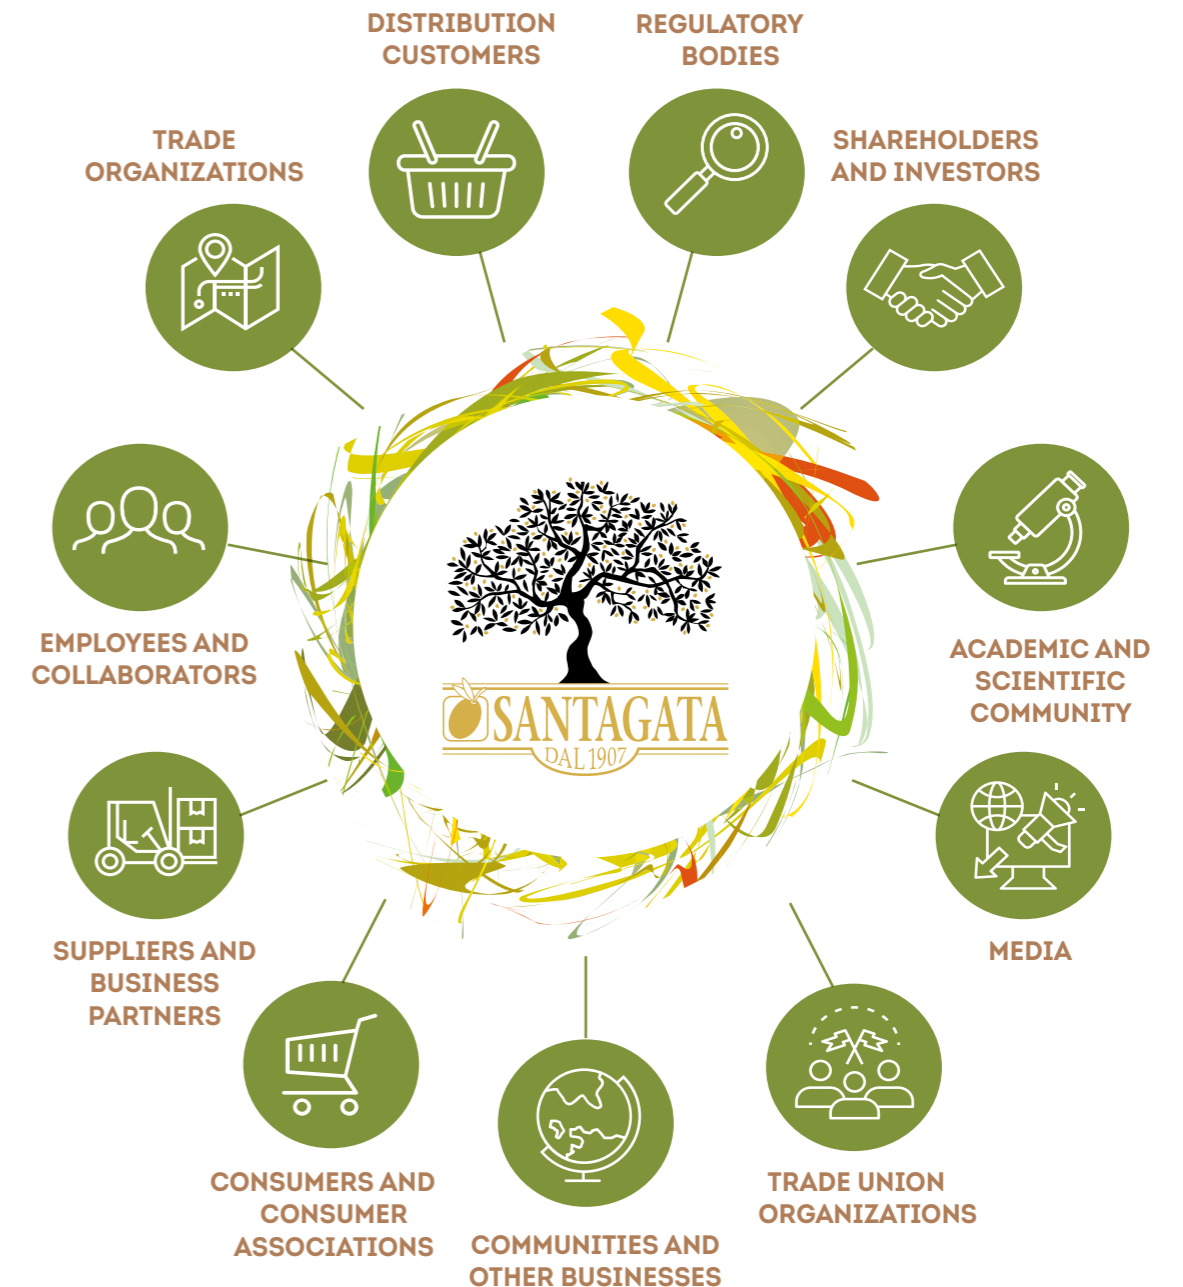 DISTRIBUTION
CUSTOMERS
REGULATORY
BODIES
TRADE
ORGANIZATIONS
SHAREHOLDERS
AND INVESTORS
EMPLOYEES AND
COLLABORATORS
ACADEMIC AND
SCIENTIFIC
COMMUNITY
SANTAGATA
DAL 1907
SUPPLIERS AND
BUSINESS
PARTNERS
MEDIA
CONSUMERS AND
CONSUMER
ASSOCIATIONS
TRADE UNION
ORGANIZATIONS
COMMUNITIES AND
OTHER BUSINESSES